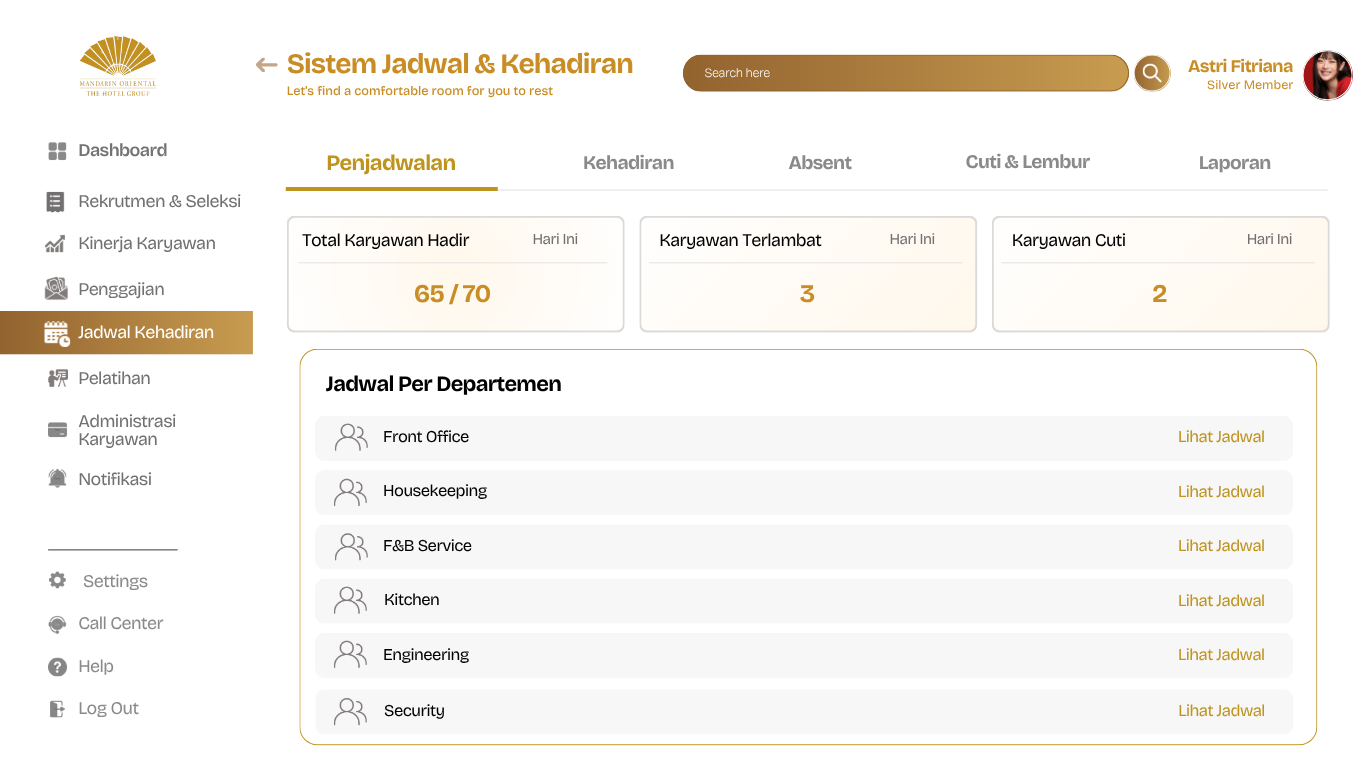 MANDARIN ORIENTAL
THE HOTEL GROUP
Sistem Jadwal & Kehadiran
Let's find a comfortable room for you to rest
Search here
Astri Fitriana
Silver Member
Dashboard
Rekrutmen & Seleksi
Kinerja Karyawan
Penggajian
Jadwal Kehadiran
Pelatihan
Administrasi
Karyawan
Notifikasi
Settings
Call Center
Help
Log Out
Penjadwalan
Kehadiran
Absent
Cuti & Lembur
Laporan
Total Karyawan Hadir
Hari Ini
65 / 70
Karyawan Terlambat
Hari Ini
3
Karyawan Cuti
Hari Ini
2
Jadwal Per Departemen
Front Office
Lihat Jadwal
Housekeeping
Lihat Jadwal
F&B Service
Lihat Jadwal
Kitchen
Lihat Jadwal
Engineering
Lihat Jadwal
Security
Lihat Jadwal